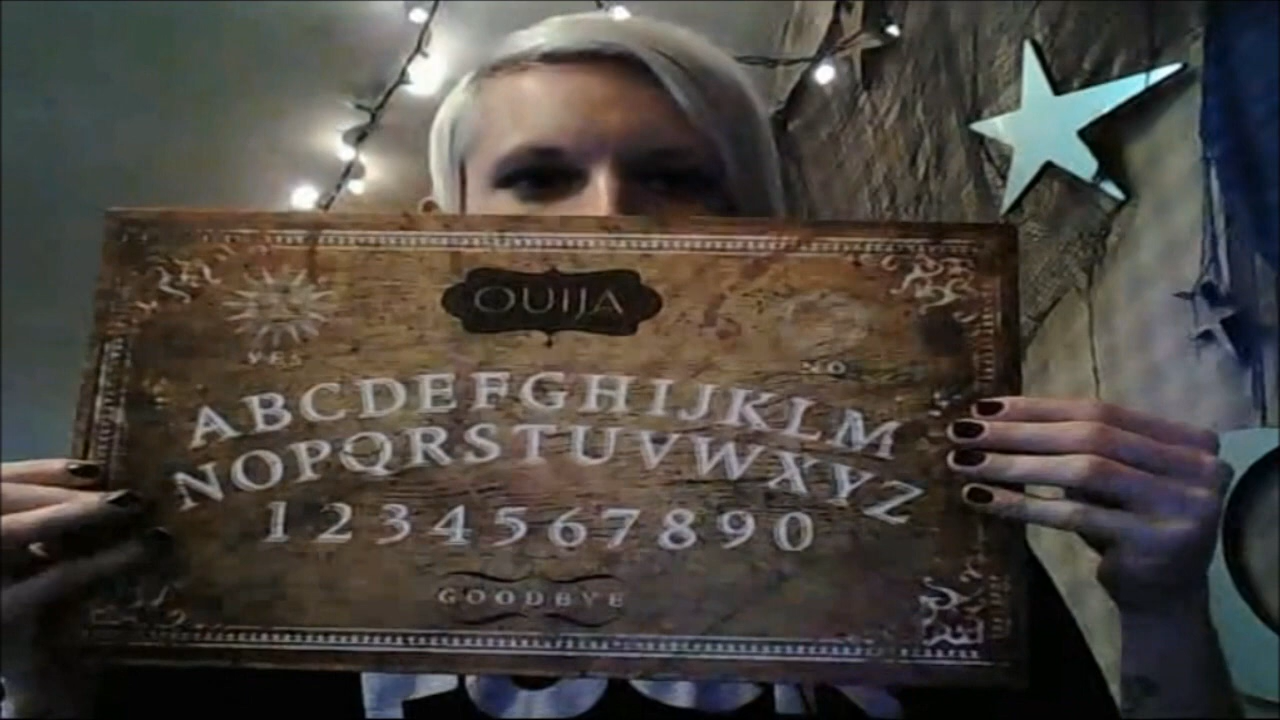 OUIJA
YES
NO
ABCDEFGHIJKLM
NOPQRSTUVWXYZ
1234567890
GOODBYE